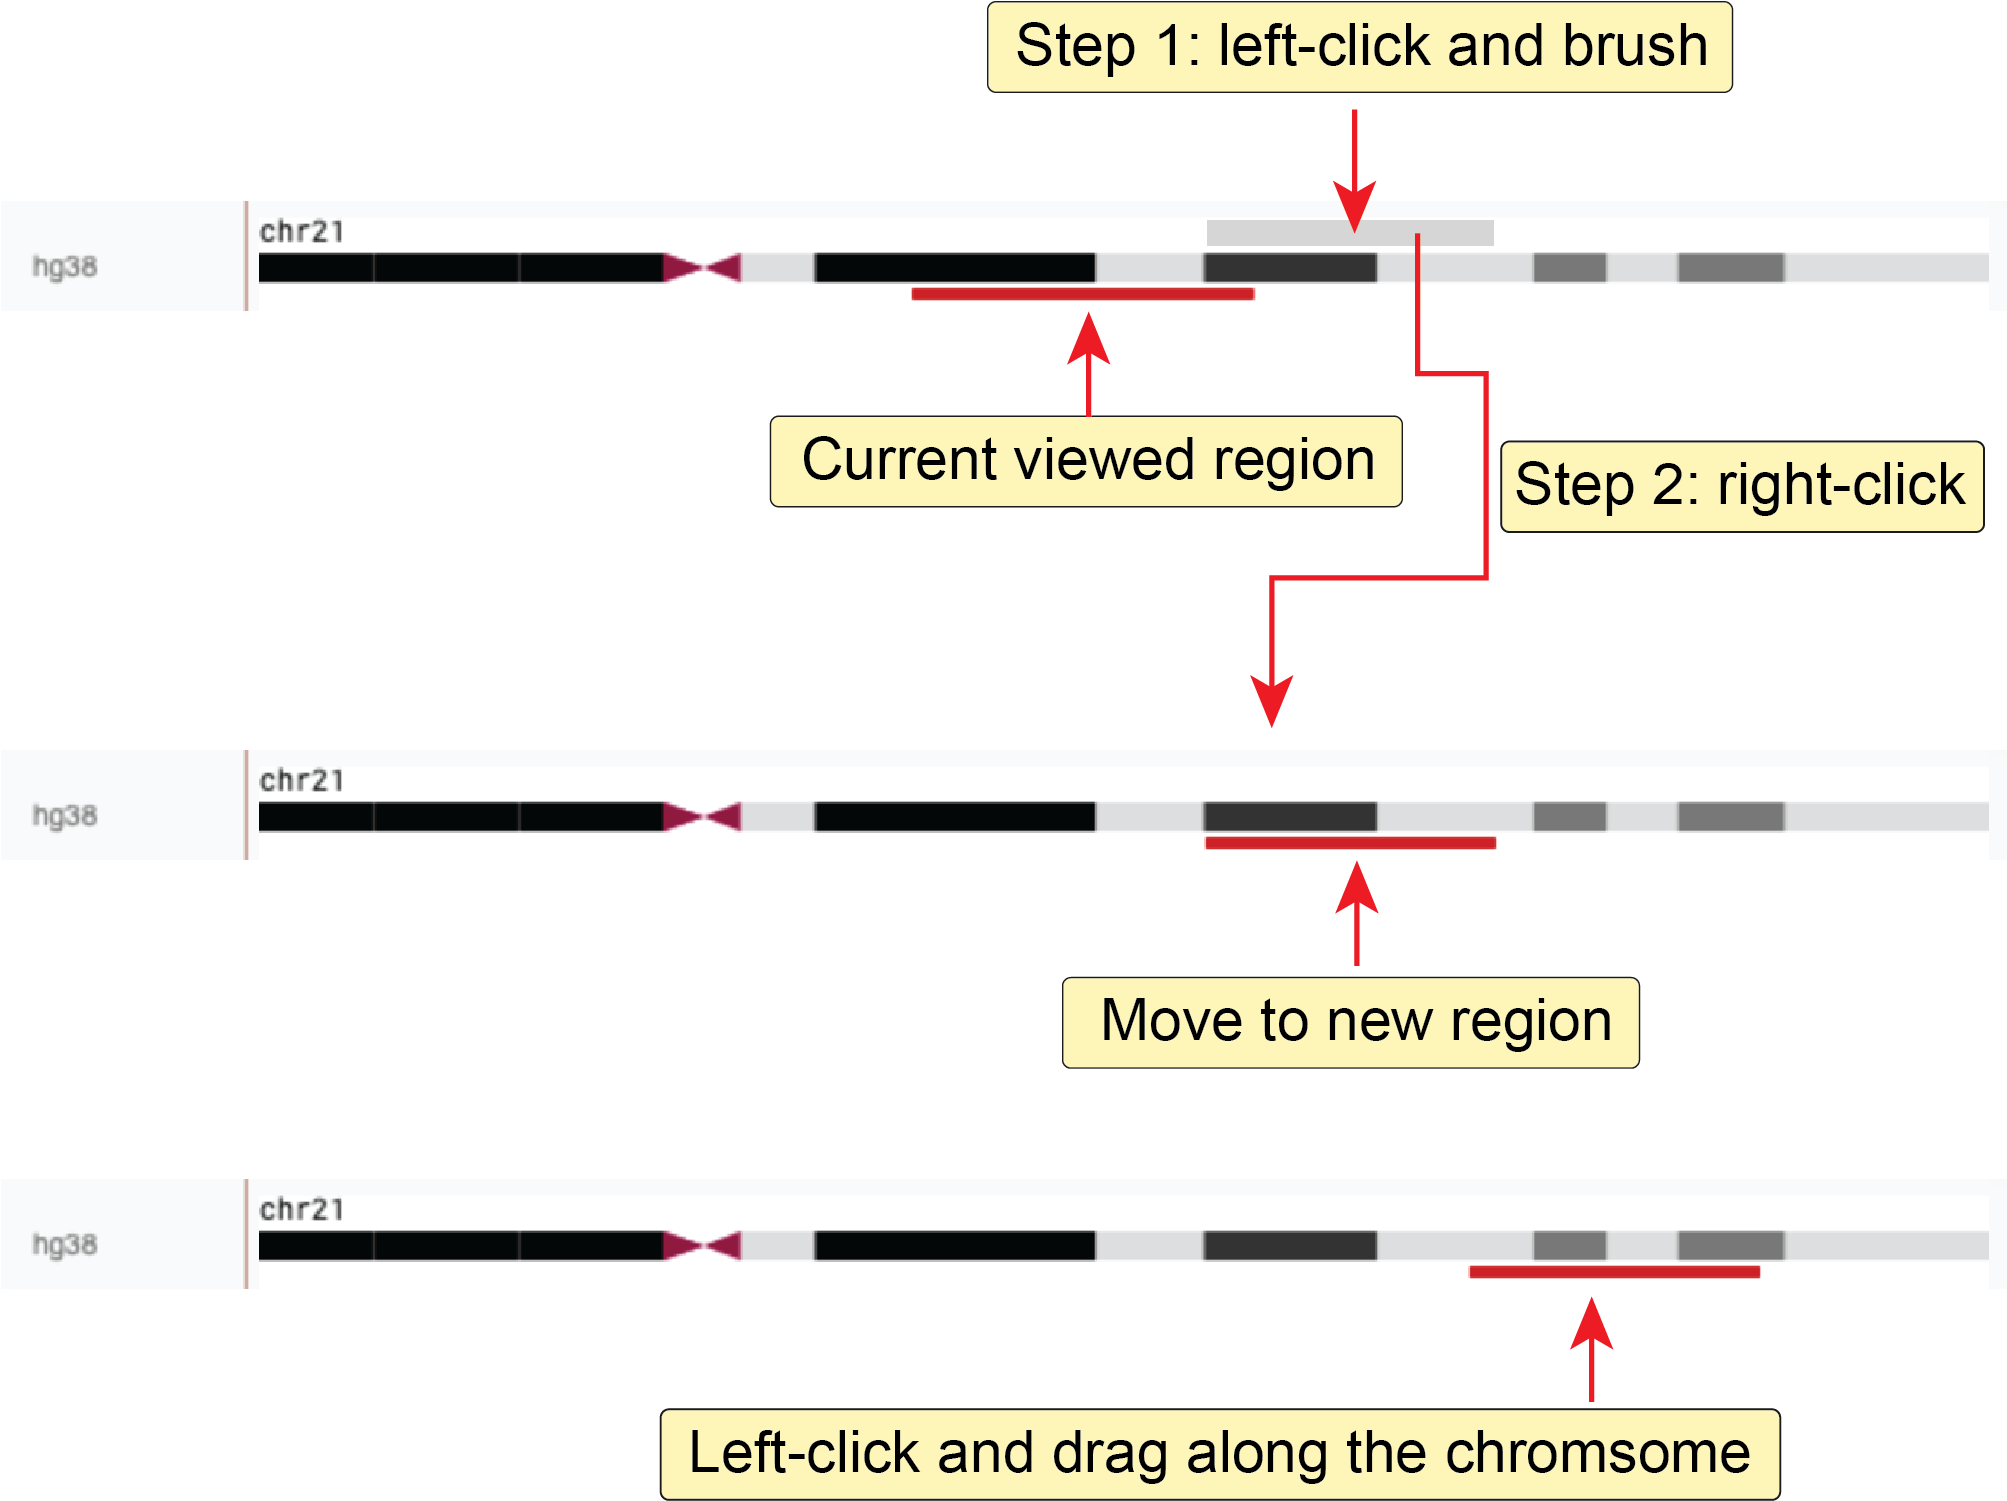 Step 1: left-click and brush
chr21
hg38
Current viewed region
Step 2: right-click
chr21
hg38
Move to new region
chr21
hg38
Left-click and drag along the chromsome